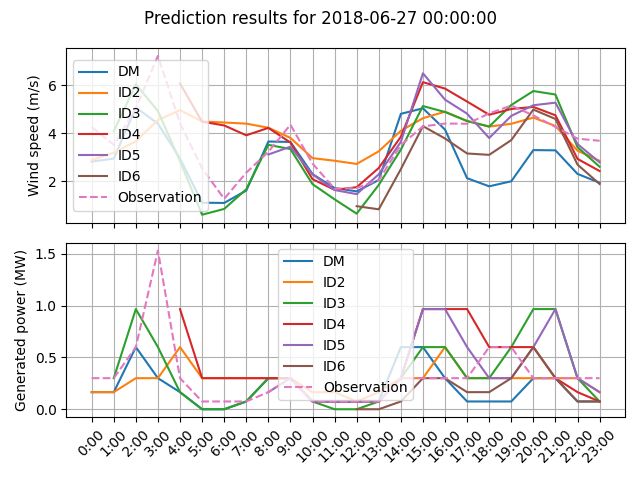 Prediction results for 2018-06-27 00:00:00
Wind speed (m/s)
6
4
2
DM
ID2
ID3
ID4
ID5
ID6
Observation
Generated power (MW)
1.5
1.0
0.5
0.0
DM
ID2
ID3
ID4
ID5
ID6
Observation
0:00 1:00 2:00 3:00 4:00 5:00 6:00 7:00 8:00 9:00 10:00 11:00 12:00 13:00 14:00 15:00 16:00 17:00 18:00 19:00 20:00 21:00 22:00 23:00